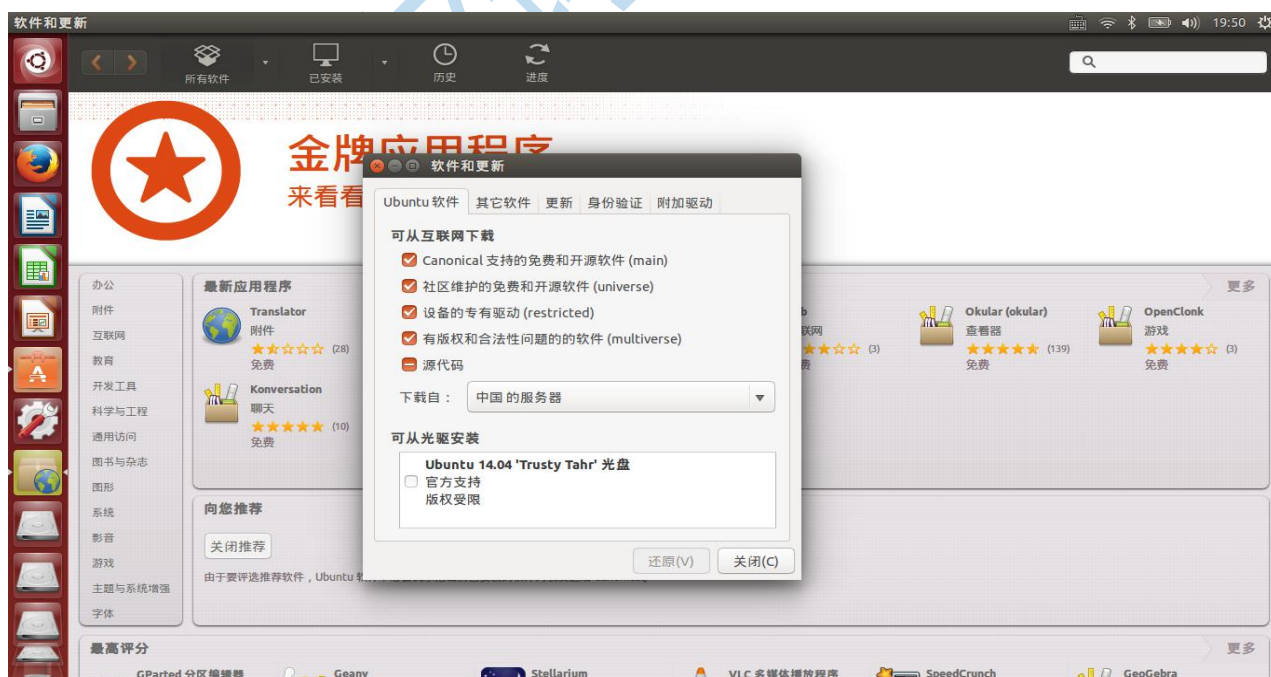 软件和更新
19:50
所有软件
已安装
历史
进度
金牌应用程序
来看看
软件和更新
Ubuntu 软件
其它软件
更新
身份验证
附加驱动
可从互联网下载
Canonical 支持的免费和开源软件 (main)
社区维护的免费和开源软件 (universe)
设备的专有驱动 (restricted)
有版权和合法性问题的的软件 (multiverse)
源代码
下载自：
中国 的服务器
可从光驱安装
Ubuntu 14.04 'Trusty Tahr' 光盘
官方支持
版权受限
还原(V)
关闭(C)
办公
附件
互联网
教育
开发工具
科学与工程
通用访问
图书与杂志
图形
系统
影音
游戏
主题与系统增强
字体
最新应用程序
更多
Translator
附件
(28)
免费
Konversation
聊天
(10)
免费
(3)
Okular (okular)
查看器
(139)
免费
OpenClonk
游戏
(3)
免费
向您推荐
关闭推荐
由于要评选推荐软件，Ubuntu
最高评分
更多
GParted 分区编辑器
Geany
Stellarium
VLC 多媒体播放程序
SpeedCrunch
GeoGebra